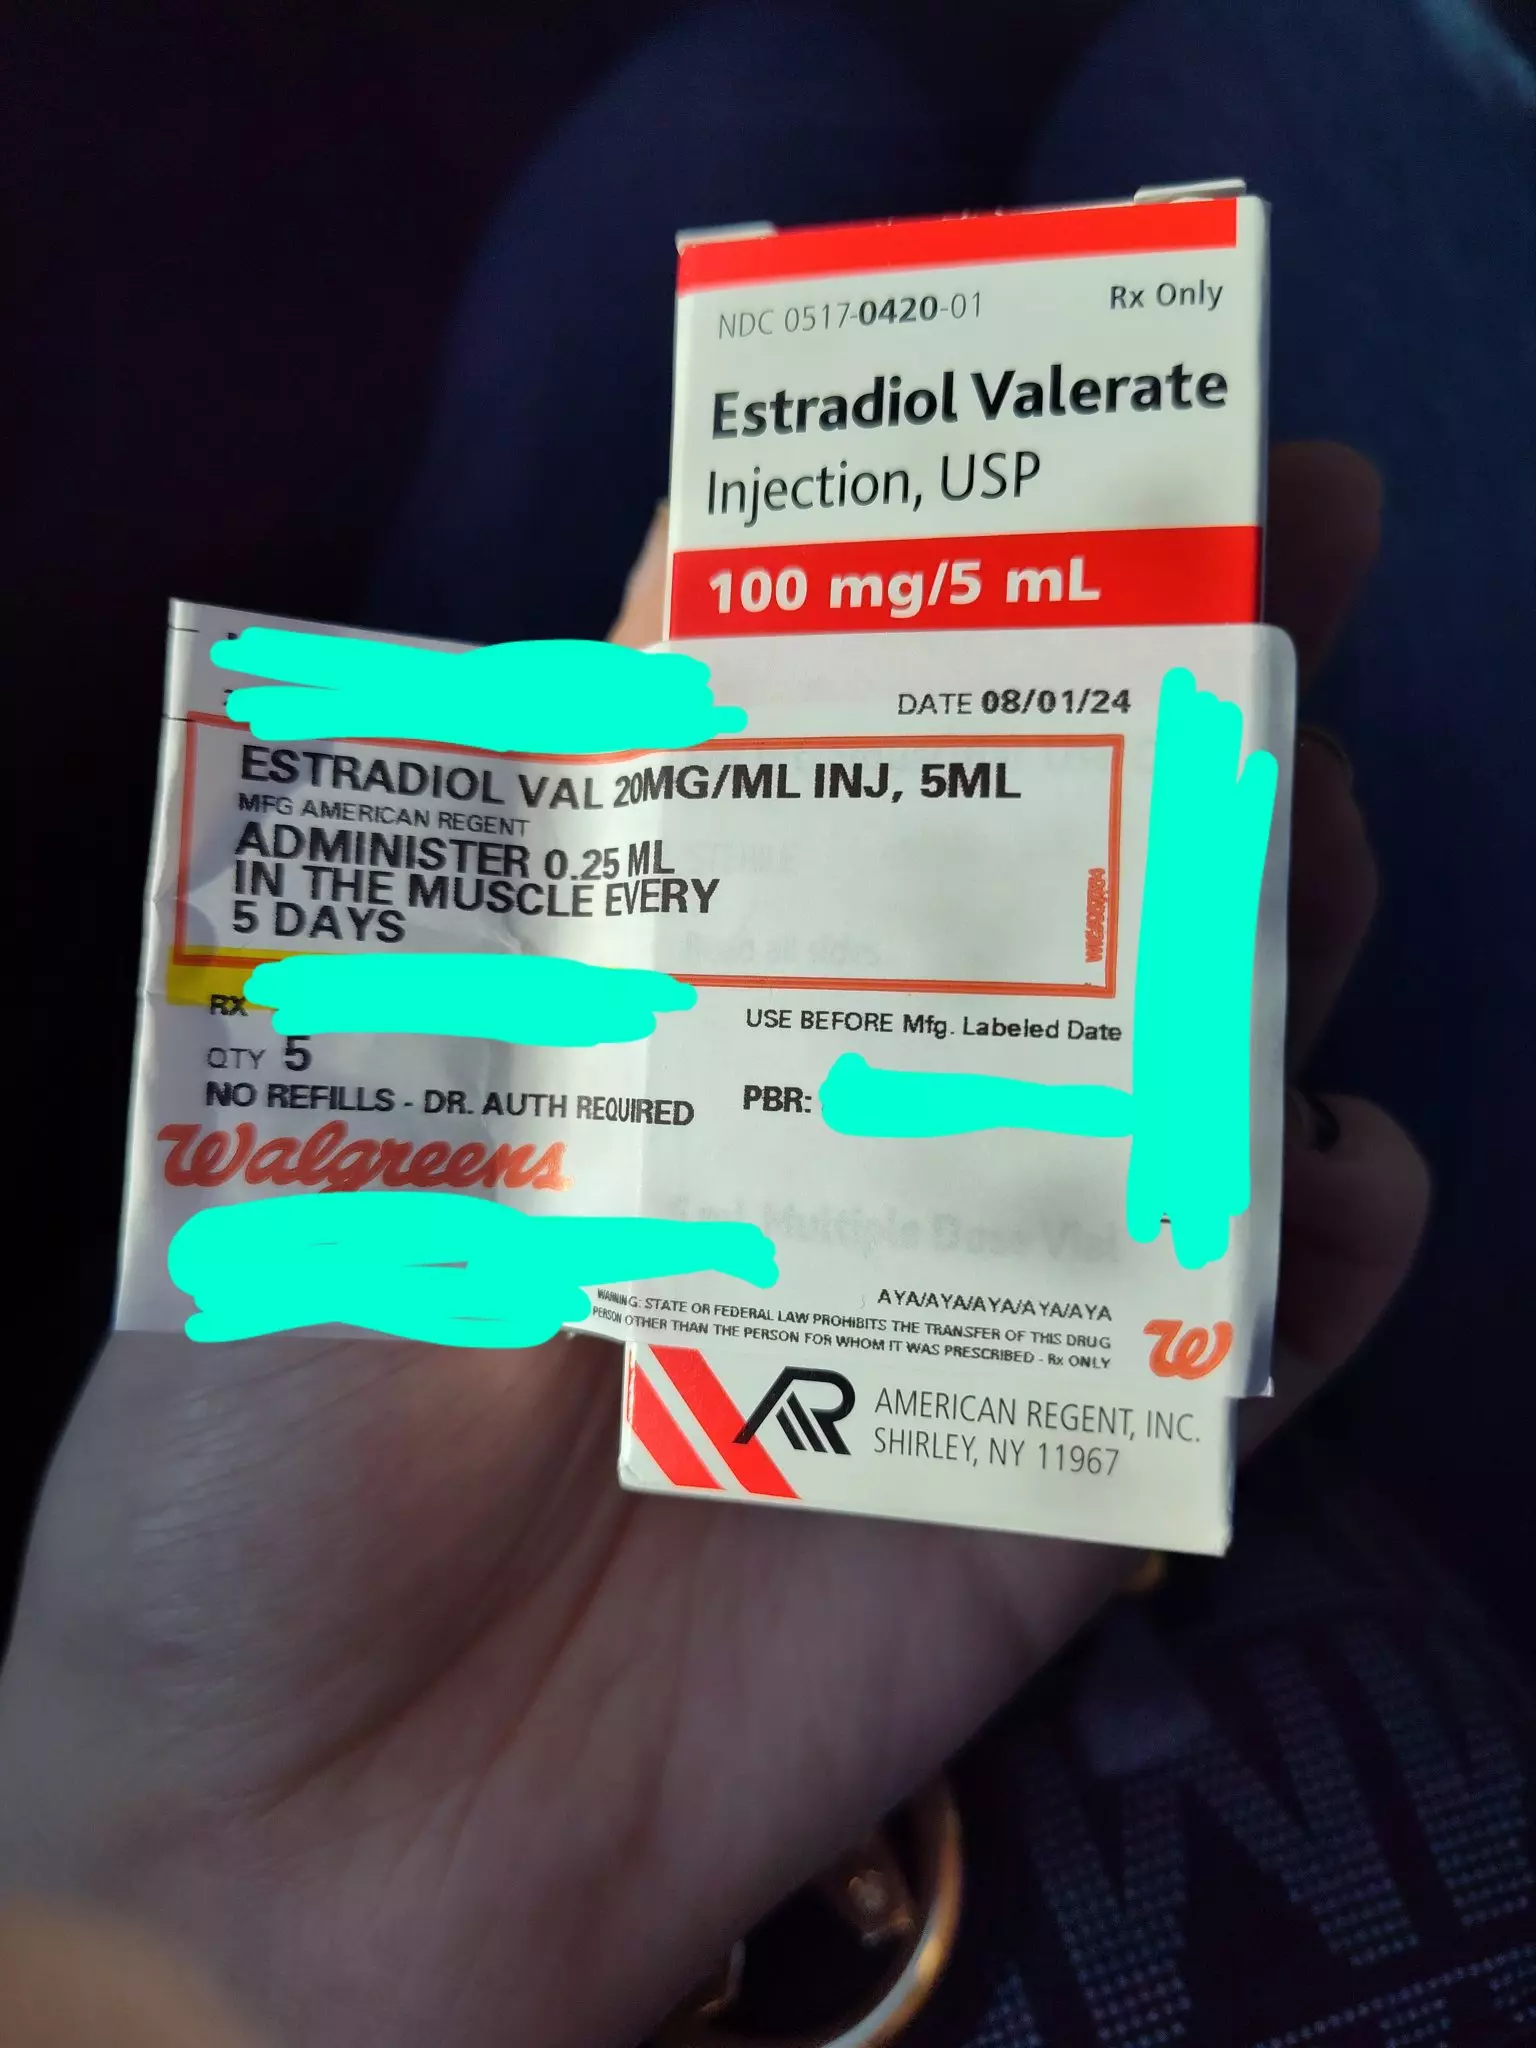 NDC 0517-0420-01
Rx Only
Estradiol Valerate
Injection, USP
100 mg/5 mL
DATE 08/01/24
ESTRADIOL VAL 20MG/ML INJ, 5ML
MFG AMERICAN REGENT
ADMINISTER 0.25 ML
IN THE MUSCLE EVERY
5 DAYS
RX
USE BEFORE Mfg. Labeled Date
QTY 5
NO REFILLS - DR. AUTH REQUIRED
PBR:
Walgreens
Multiple Dose Vial
AYA/AYA/AYA/AYA/AYA
WARNING: STATE OR FEDERAL LAW PROHIBITS THE TRANSFER OF THIS DRUG
PERSON OTHER THAN THE PERSON FOR WHOM IT WAS PRESCRIBED - Rx ONLY
W
AR
AMERICAN REGENT, INC.
SHIRLEY, NY 11967